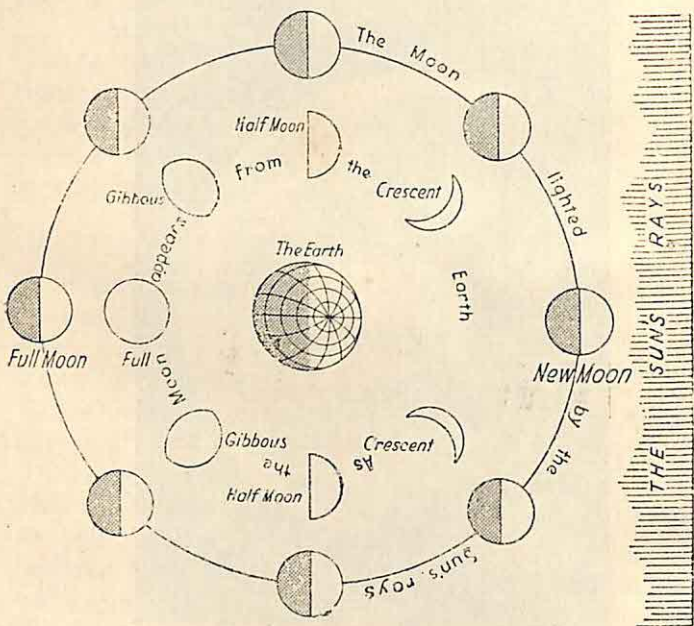 The Moon lighted by the Sun's rays
Half Moon
Crescent
Gibbous
As the Moon appears from the Earth
The Earth
Full Moon
Full
New Moon
Gibbous
Crescent
Half Moon
THE SUNS RAYS